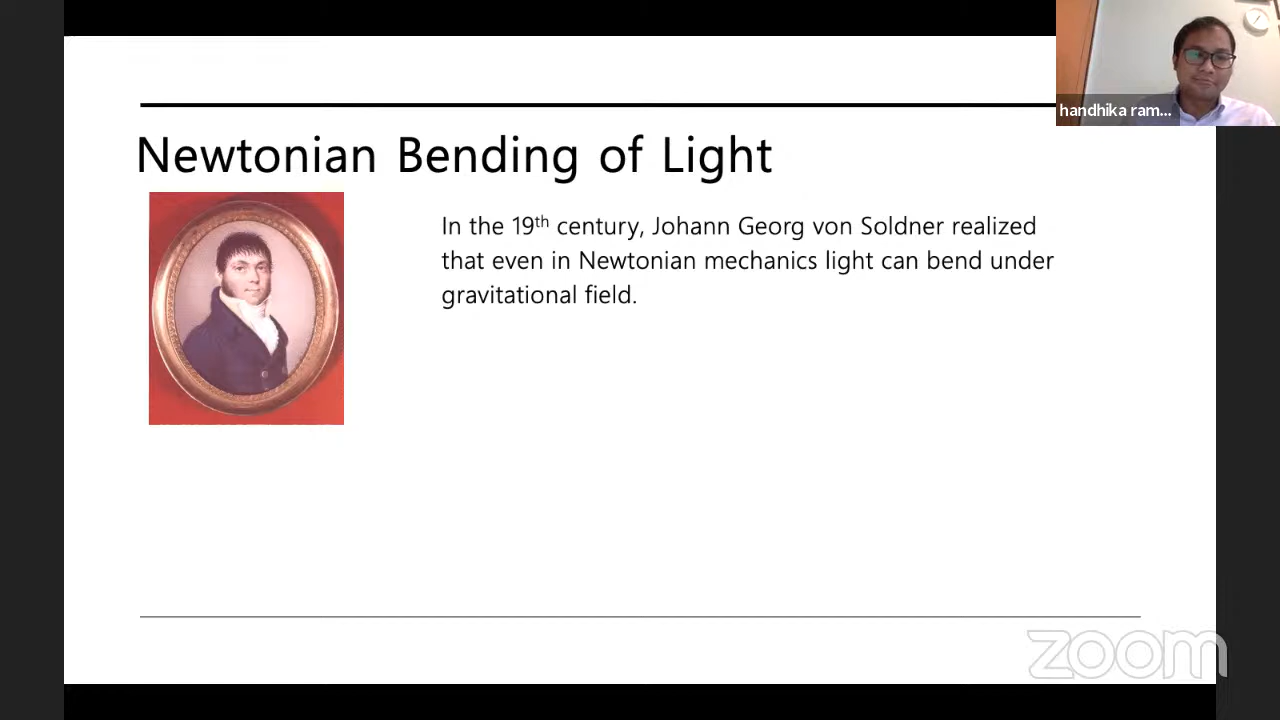 handhika ram...
Newtonian Bending of Light
In the 19th century, Johann Georg von Soldner realized
that even in Newtonian mechanics light can bend under
gravitational field.
zoom